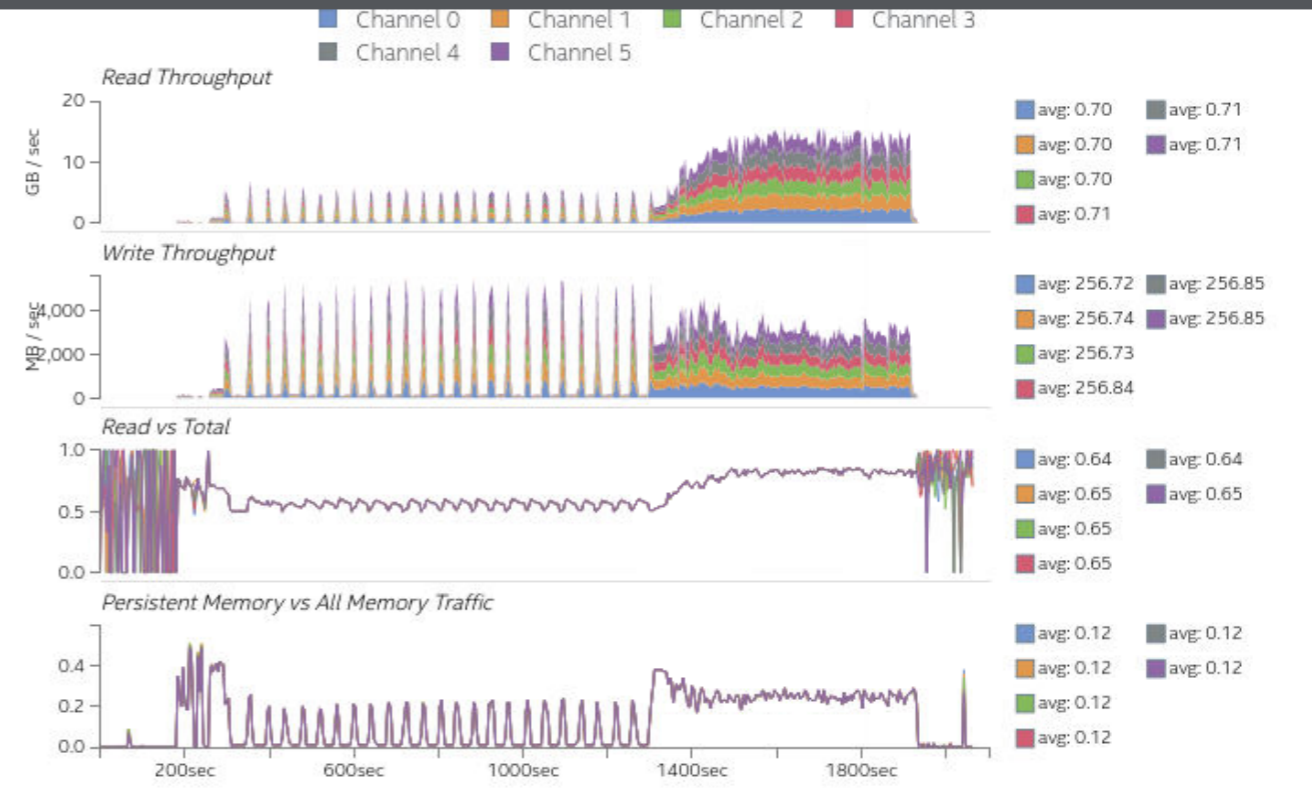 Channel 0 Channel 1 Channel 2 Channel 3
Channel 4 Channel 5
Read Throughput
20
10
0
GB / sec
avg: 0.70 avg: 0.71
avg: 0.70 avg: 0.71
avg: 0.70
avg: 0.71
Write Throughput
4,000
2,000
0
MB / sec
avg: 256.72 avg: 256.85
avg: 256.74 avg: 256.85
avg: 256.73
avg: 256.84
Read vs Total
1.0
0.5
0.0
avg: 0.64 avg: 0.64
avg: 0.65 avg: 0.65
avg: 0.65
avg: 0.65
Persistent Memory vs All Memory Traffic
0.4
0.2
0.0
avg: 0.12 avg: 0.12
avg: 0.12 avg: 0.12
avg: 0.12
avg: 0.12
200sec 600sec 1000sec 1400sec 1800sec